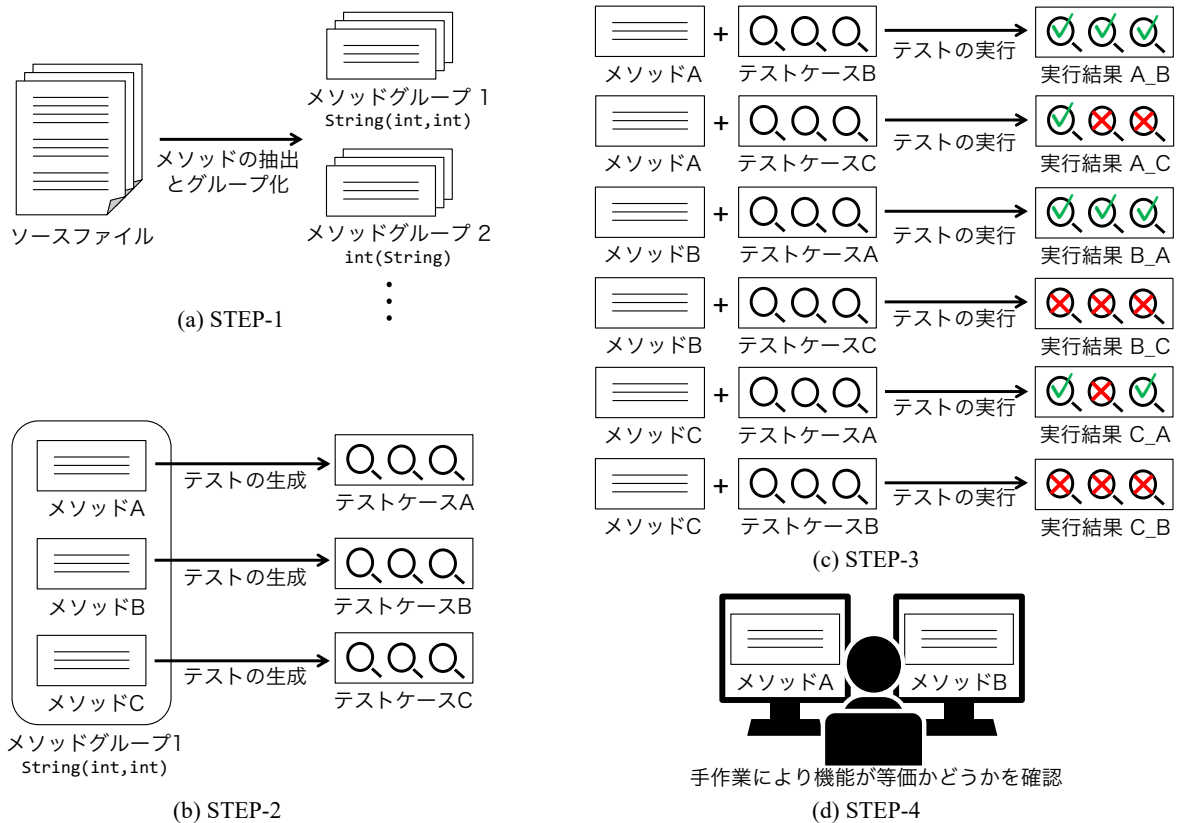 メソッドグループ 1
String(int,int)
メソッドの抽出
とグループ化
ソースファイル
メソッドグループ 2
int(String)
(a) STEP-1
メソッドA
テストの生成
テストケースA
メソッドB
テストの生成
テストケースB
メソッドC
テストの生成
テストケースC
メソッドグループ1
String(int,int)
(b) STEP-2
メソッドA
+
テストケースB
テストの実行
実行結果 A_B
メソッドA
+
テストケースC
テストの実行
実行結果 A_C
メソッドB
+
テストケースA
テストの実行
実行結果 B_A
メソッドB
+
テストケースC
テストの実行
実行結果 B_C
メソッドC
+
テストケースA
テストの実行
実行結果 C_A
メソッドC
+
テストケースB
テストの実行
実行結果 C_B
(c) STEP-3
メソッドA
メソッドB
手作業により機能が等価かどうかを確認
(d) STEP-4